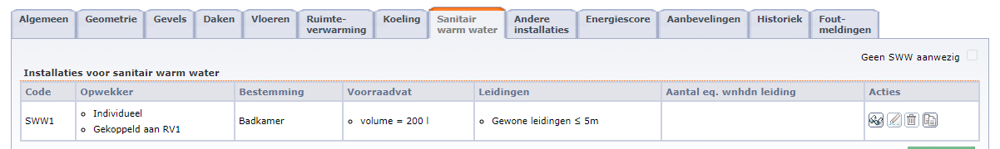 Algemeen Geometrie Gevels Daken Vloeren Ruimte-verwarming Koeling Sanitair warm water Andere installaties Energiescore Aanbevelingen Historiek Fout-meldingen
Geen SWW aanwezig
Installaties voor sanitair warm water
Code Opwekker Bestemming Voorraadvat Leidingen Aantal eq. wnhdn leiding Acties
SWW1 Individueel Gekoppeld aan RV1 Badkamer volume = 200 l Gewone leidingen ≤ 5m